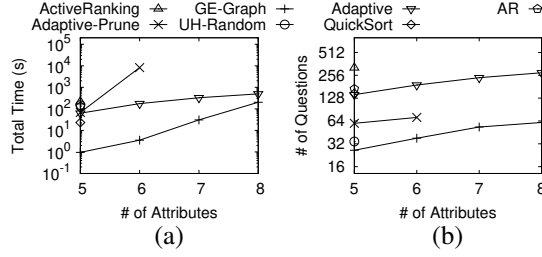 ActiveRanking GE-Graph Adaptive AR
Adaptive-Prune UH-Random QuickSort
10^5
10^4
10^3
10^2
10^1
10^0
10^-1
Total Time (s)
5 6 7 8
# of Attributes
(a)
512
256
128
64
32
16
# of Questions
5 6 7 8
# of Attributes
(b)